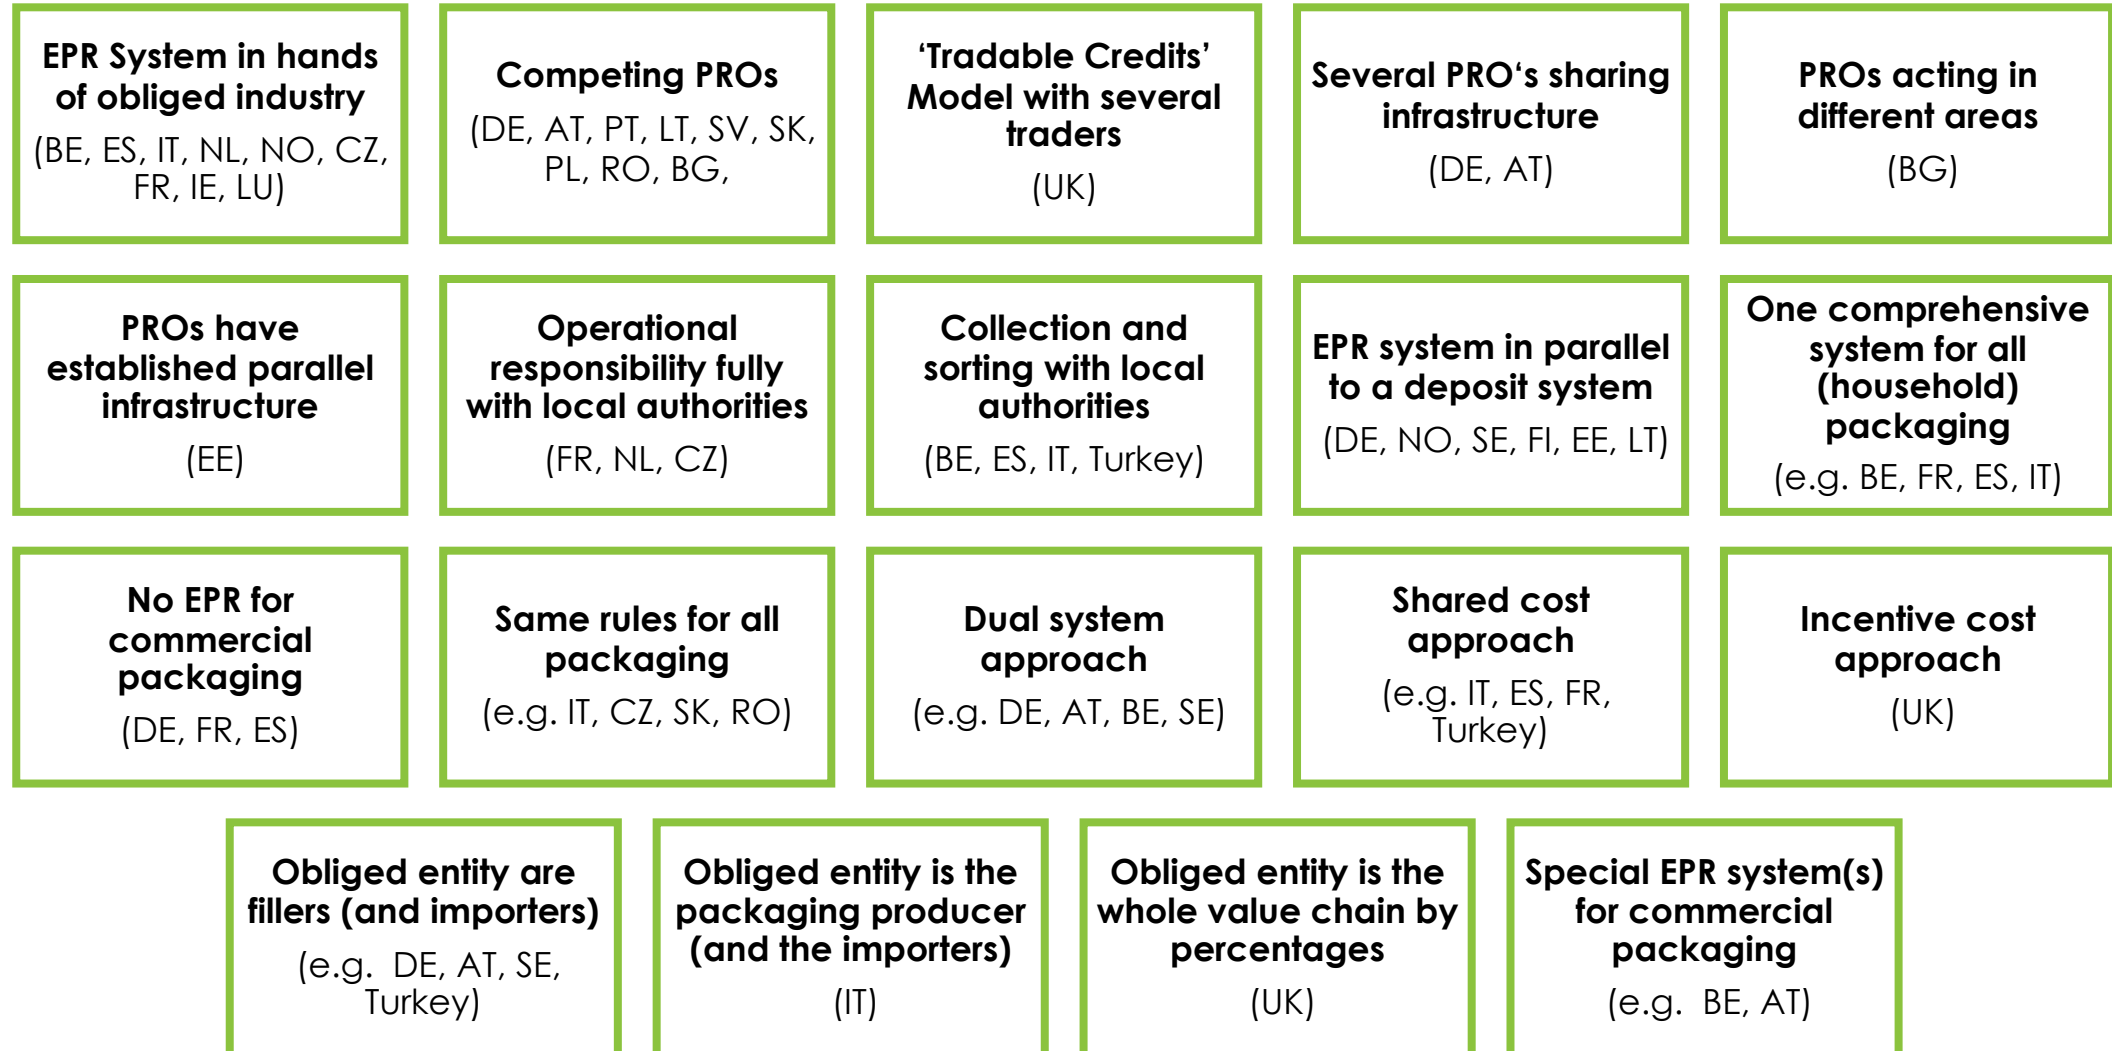 EPR System in hands
of obliged industry
(BE, ES, IT, NL, NO, CZ,
FR, IE, LU)
Competing PROs
(DE, AT, PT, LT, SV, SK,
PL, RO, BG,
‘Tradable Credits’
Model with several
traders
(UK)
Several PRO‘s sharing
infrastructure
(DE, AT)
PROs acting in
different areas
(BG)
PROs have
established parallel
infrastructure
(EE)
Operational
responsibility fully
with local authorities
(FR, NL, CZ)
Collection and
sorting with local
authorities
(BE, ES, IT, Turkey)
EPR system in parallel
to a deposit system
(DE, NO, SE, FI, EE, LT)
One comprehensive
system for all
(household)
packaging
(e.g. BE, FR, ES, IT)
No EPR for
commercial
packaging
(DE, FR, ES)
Same rules for all
packaging
(e.g. IT, CZ, SK, RO)
Dual system
approach
(e.g. DE, AT, BE, SE)
Shared cost
approach
(e.g. IT, ES, FR,
Turkey)
Incentive cost
approach
(UK)
Obliged entity are
fillers (and importers)
(e.g. DE, AT, SE,
Turkey)
Obliged entity is the
packaging producer
(and the importers)
(IT)
Obliged entity is the
whole value chain by
percentages
(UK)
Special EPR system(s)
for commercial
packaging
(e.g. BE, AT)